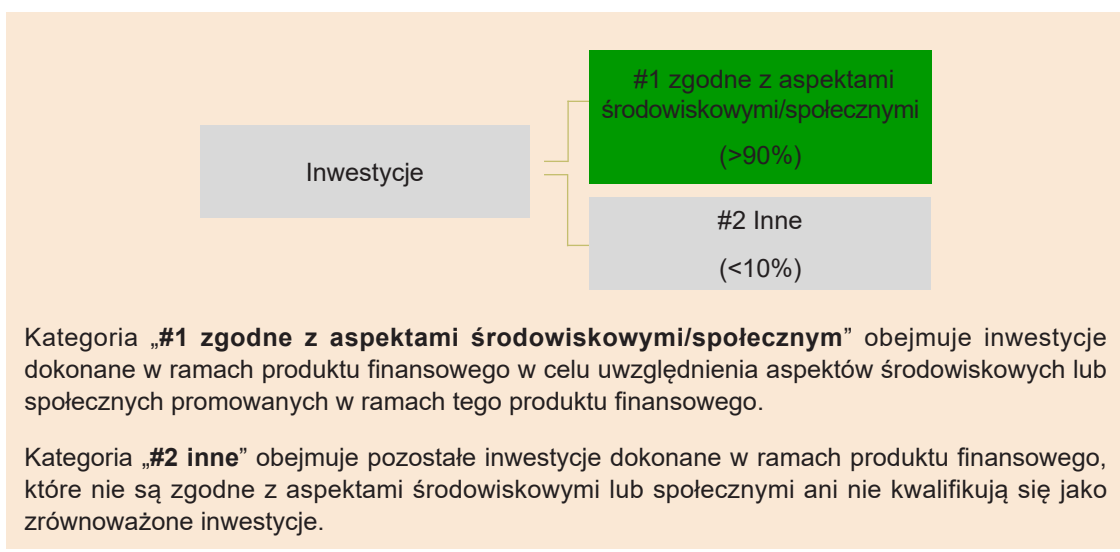 #1 zgodne z aspektami
środowiskowymi/społecznymi
(>90%)
Inwestycje
#2 Inne
(<10%)
Kategoria „#1 zgodne z aspektami środowiskowymi/społecznym” obejmuje inwestycje
dokonane w ramach produktu finansowego w celu uwzględnienia aspektów środowiskowych lub
społecznych promowanych w ramach tego produktu finansowego.
Kategoria „#2 inne” obejmuje pozostałe inwestycje dokonane w ramach produktu finansowego,
które nie są zgodne z aspektami środowiskowymi lub społecznymi ani nie kwalifikują się jako
zrównoważone inwestycje.